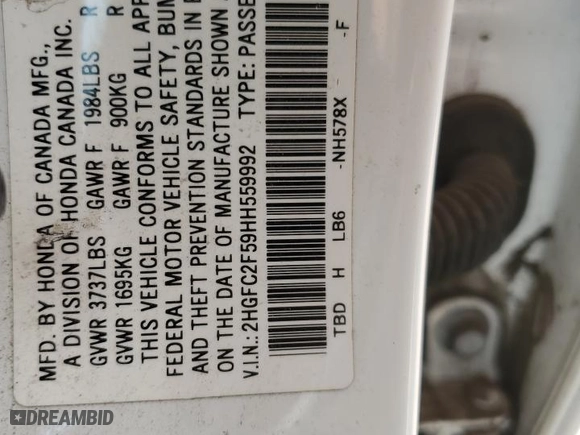 MFD. BY HONDA OF CANADA MFG.,
A DIVISION OF HONDA CANADA INC.
GVWR 3737LBS GAWR F 1984LBS R
GVWR 1695KG GAWR F 900KG R
THIS VEHICLE CONFORMS TO ALL APP
FEDERAL MOTOR VEHICLE SAFETY, BUM
AND THEFT PREVENTION STANDARDS IN E
ON THE DATE OF MANUFACTURE SHOWN
V.I.N.: 2HGFC2F59HH559992 TYPE: PASSE
TBD H LB6 -NH578X - -F
DREAMBID